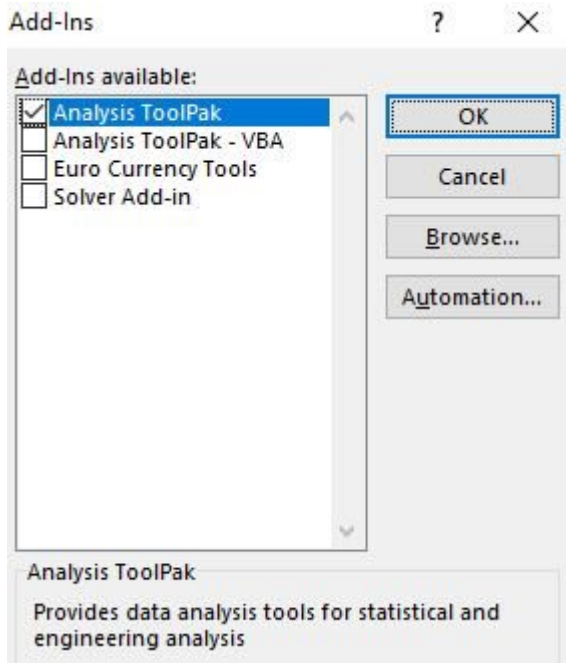 Add-Ins ? ✕
Add-Ins available:
Analysis ToolPak
Analysis ToolPak - VBA
Euro Currency Tools
Solver Add-in
OK
Cancel
Browse...
Automation...
Analysis ToolPak
Provides data analysis tools for statistical and
engineering analysis